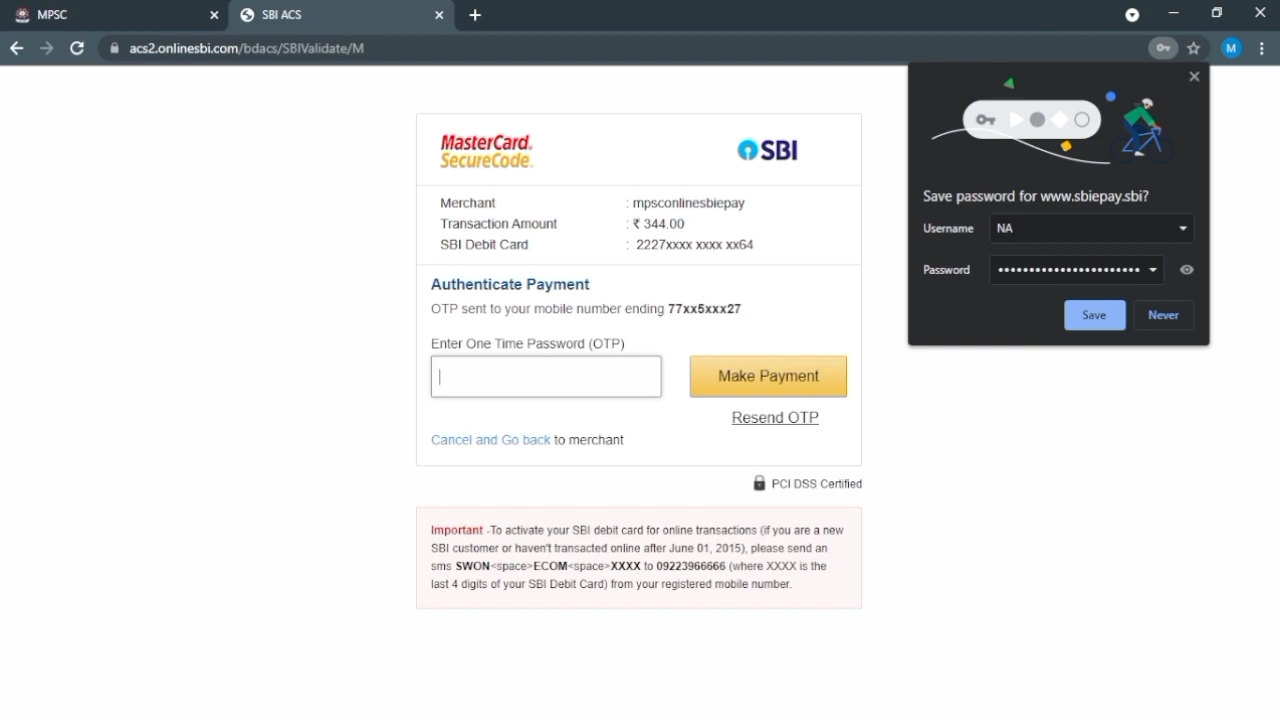 MPSC
SBI ACS
acs2.onlinesbi.com/bdacs/SBIValidate/M
M
MasterCard.
SecureCode.
SBI
Merchant : mpsconlinesbiepay
Transaction Amount : ₹ 344.00
SBI Debit Card : 2227xxxx xxxx xx64
Authenticate Payment
OTP sent to your mobile number ending 77xx5xxx27
Enter One Time Password (OTP)
Make Payment
Resend OTP
Cancel and Go back to merchant
PCI DSS Certified
Important -To activate your SBI debit card for online transactions (if you are a new
SBI customer or haven't transacted online after June 01, 2015), please send an
sms SWON<space>ECOM<space>XXXX to 09223966666 (where XXXX is the
last 4 digits of your SBI Debit Card) from your registered mobile number.
Save password for www.sbiepay.sbi?
Username NA
Password ••••••••••••••••••••••••
Save Never